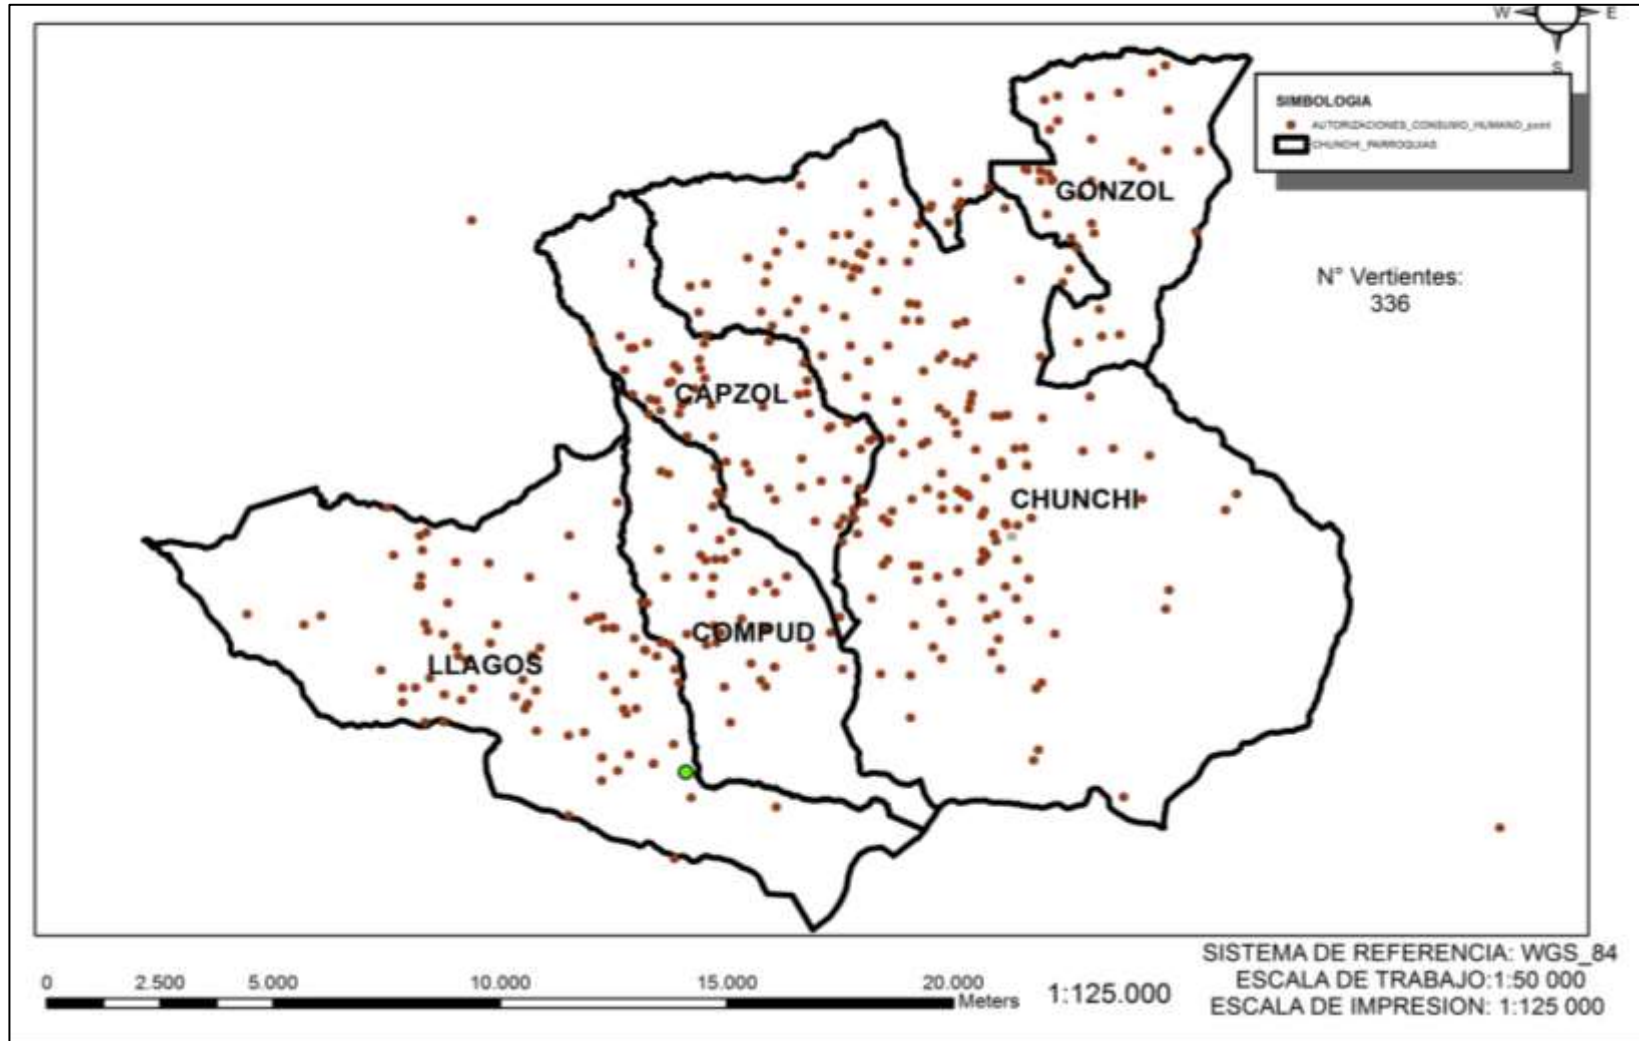 W E
S
SIMBOLOGIA
AUTORIZACIONES_CONSUMO_HUMANO_point
CHUNCHI_PARROQUIAS
GONZOL
N° Vertientes:
336
CAPZOL
CHUNCHI
COMPUD
LLAGOS
0 2.500 5.000 10.000 15.000 20.000
Meters
1:125.000
SISTEMA DE REFERENCIA: WGS_84
ESCALA DE TRABAJO:1:50 000
ESCALA DE IMPRESION: 1:125 000